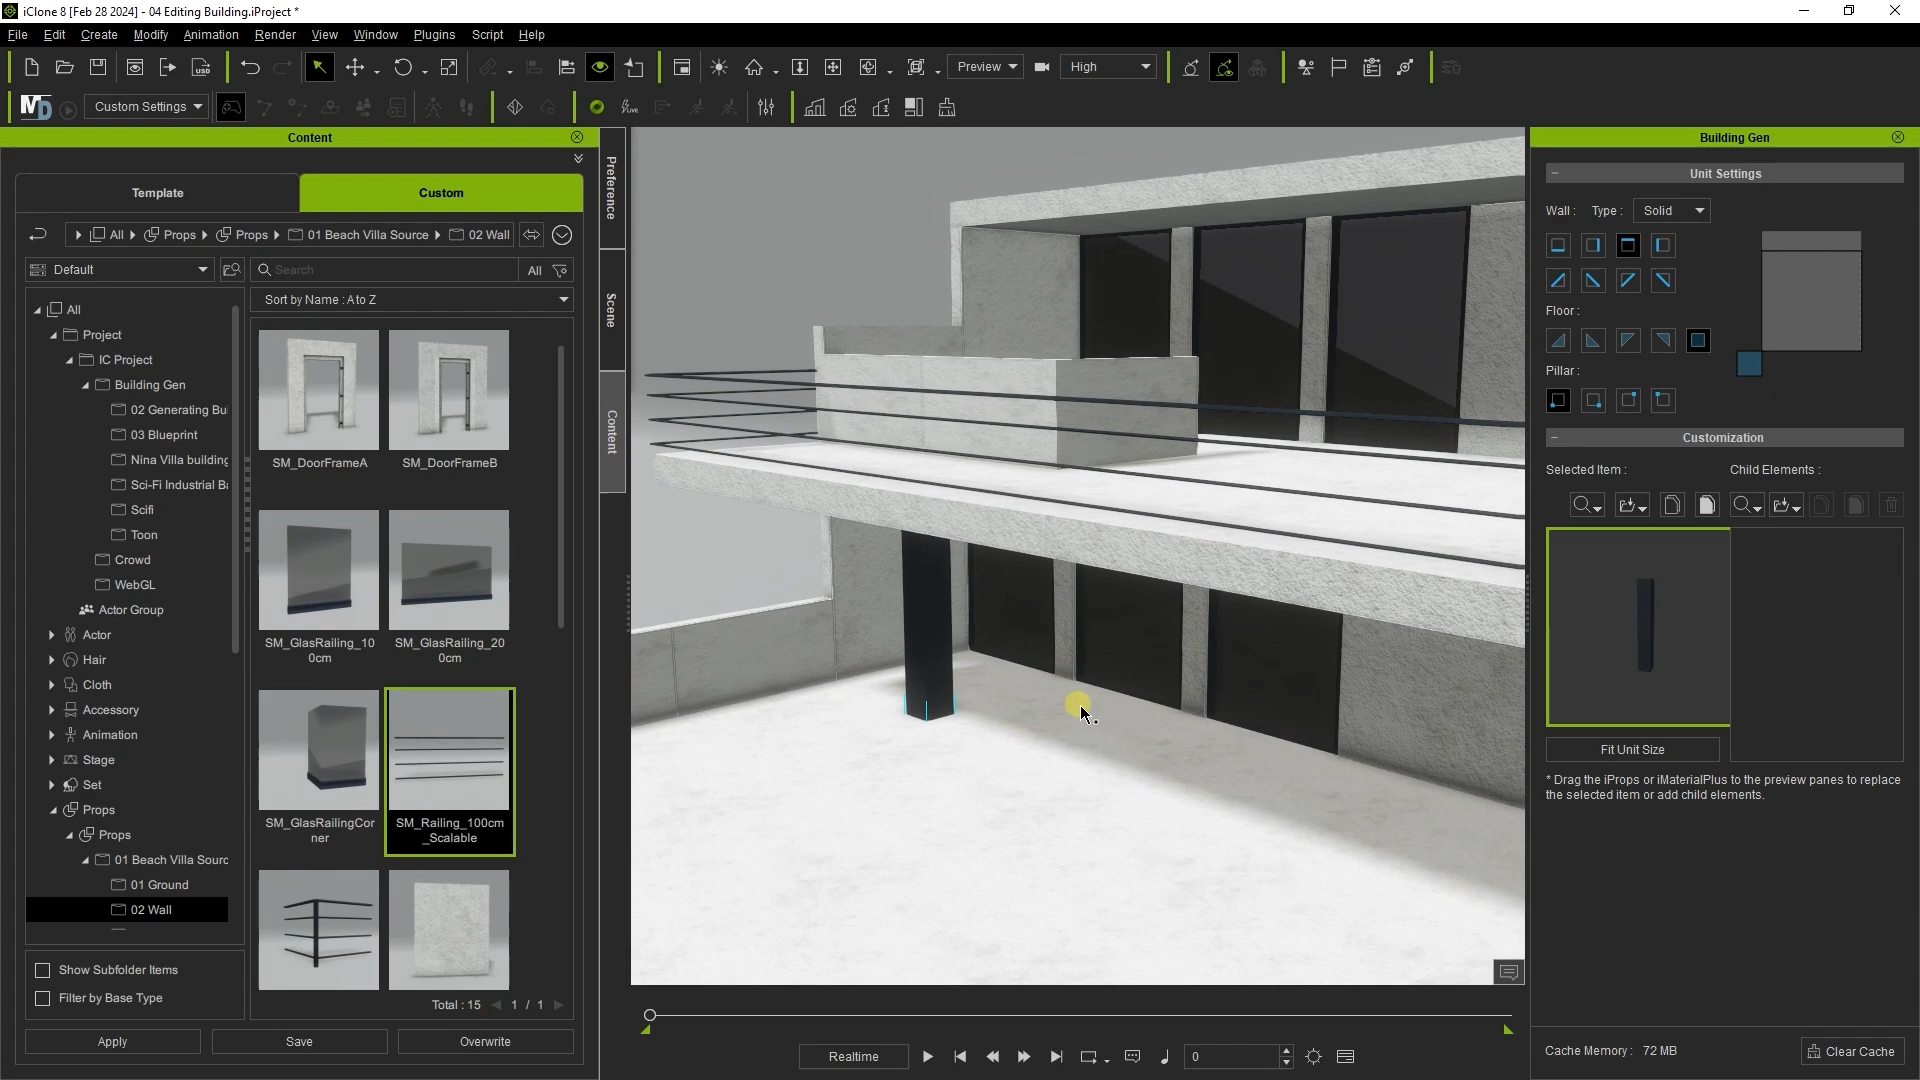 iClone 8 [Feb 28 2024] - 04 Editing Building.iProject *
File Edit Create Modify Animation Render View Window Plugins Script Help
Preview High
MD Custom Settings LIVE
Content
Template Custom
All Props Props 01 Beach Villa Source 02 Wall
Default Search All
Sort by Name : A to Z
All
Project
IC Project
Building Gen
02 Generating Bu
03 Blueprint
Nina Villa building
Sci-Fi Industrial Ba
Scifi
Toon
Crowd
WebGL
Actor Group
Actor
Hair
Cloth
Accessory
Animation
Stage
Set
Props
Props
01 Beach Villa Sourc
01 Ground
02 Wall
SM_DoorFrameA SM_DoorFrameB
SM_GlasRailing_10
0cm
SM_GlasRailing_20
0cm
SM_GlasRailingCor
ner
SM_Railing_100cm
_Scalable
Show Subfolder Items
Filter by Base Type
Total : 15 1 / 1
Apply Save Overwrite
Preference
Scene
Content
Realtime 0
Building Gen
Unit Settings
Wall : Type : Solid
Floor :
Pillar :
Customization
Selected Item : Child Elements :
Fit Unit Size
* Drag the iProps or iMaterialPlus to the preview panes to replace
the selected item or add child elements.
Cache Memory : 72 MB Clear Cache